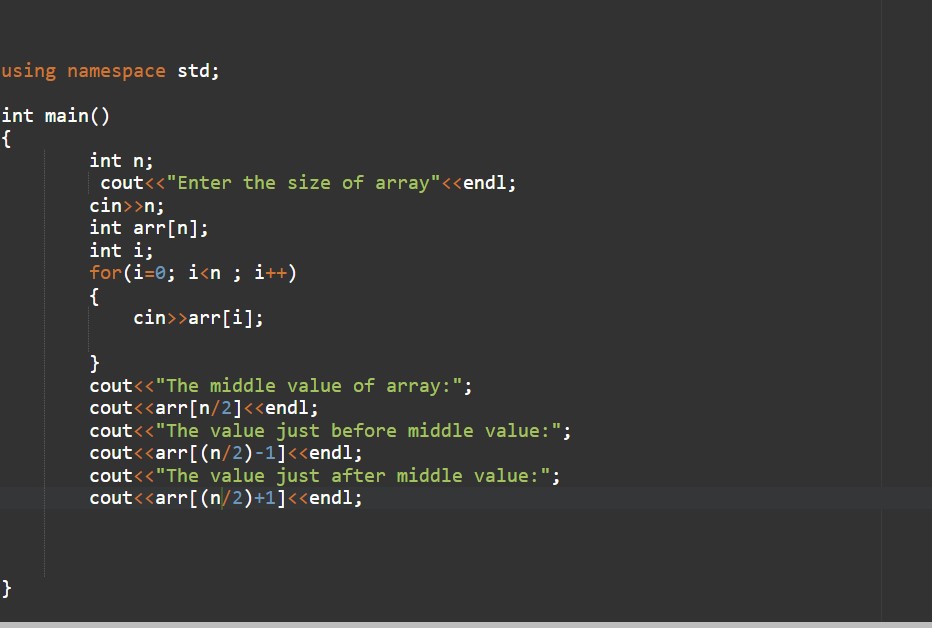 using namespace std;
int main()
{
int n;
cout<<"Enter the size of array"<<endl;
cin>>n;
int arr[n];
int i;
for(i=0; i<n ; i++)
{
cin>>arr[i];
}
cout<<"The middle value of array:";
cout<<arr[n/2]<<endl;
cout<<"The value just before middle value:";
cout<<arr[(n/2)-1]<<endl;
cout<<"The value just after middle value:";
cout<<arr[(n/2)+1]<<endl;
}